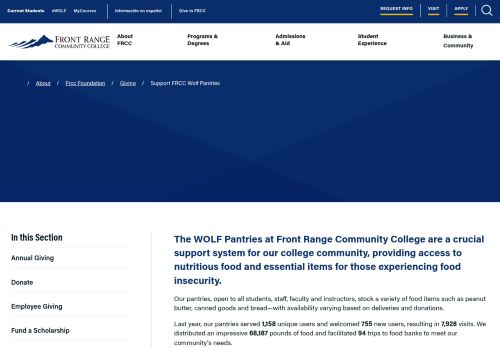 Current Students eWOLF MyCourses Información en español Give to FRCC REQUEST INFO VISIT APPLY
FRONT RANGE
COMMUNITY COLLEGE
About
FRCC
Programs &
Degrees
Admissions
& Aid
Student
Experience
Business &
Community
/ About / Frcc Foundation / Giving / Support FRCC Wolf Pantries
In this Section
Annual Giving
Donate
Employee Giving
Fund a Scholarship
The WOLF Pantries at Front Range Community College are a crucial
support system for our college community, providing access to
nutritious food and essential items for those experiencing food
insecurity.
Our pantries, open to all students, staff, faculty and instructors, stock a variety of food items such as peanut
butter, canned goods and bread—with availability varying based on deliveries and donations.
Last year, our pantries served 1,158 unique users and welcomed 755 new users, resulting in 7,928 visits. We
distributed an impressive 68,187 pounds of food and facilitated 94 trips to food banks to meet our
community's needs.